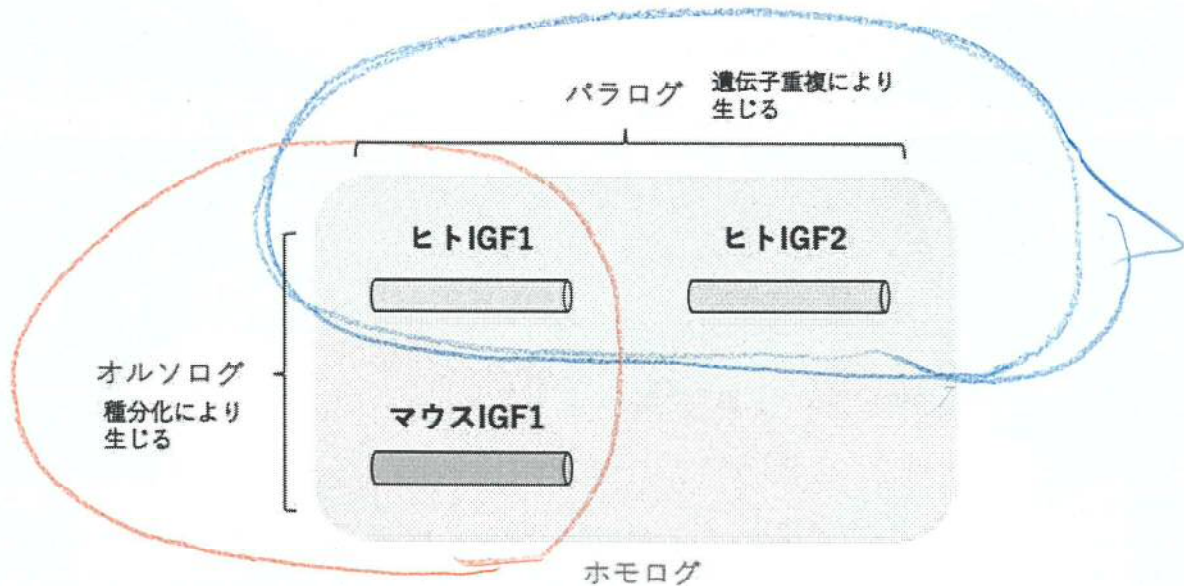 パラログ
遺伝子重複により
生じる
ヒトIGF1
ヒトIGF2
オルソログ
種分化により
生じる
マウスIGF1
ホモログ